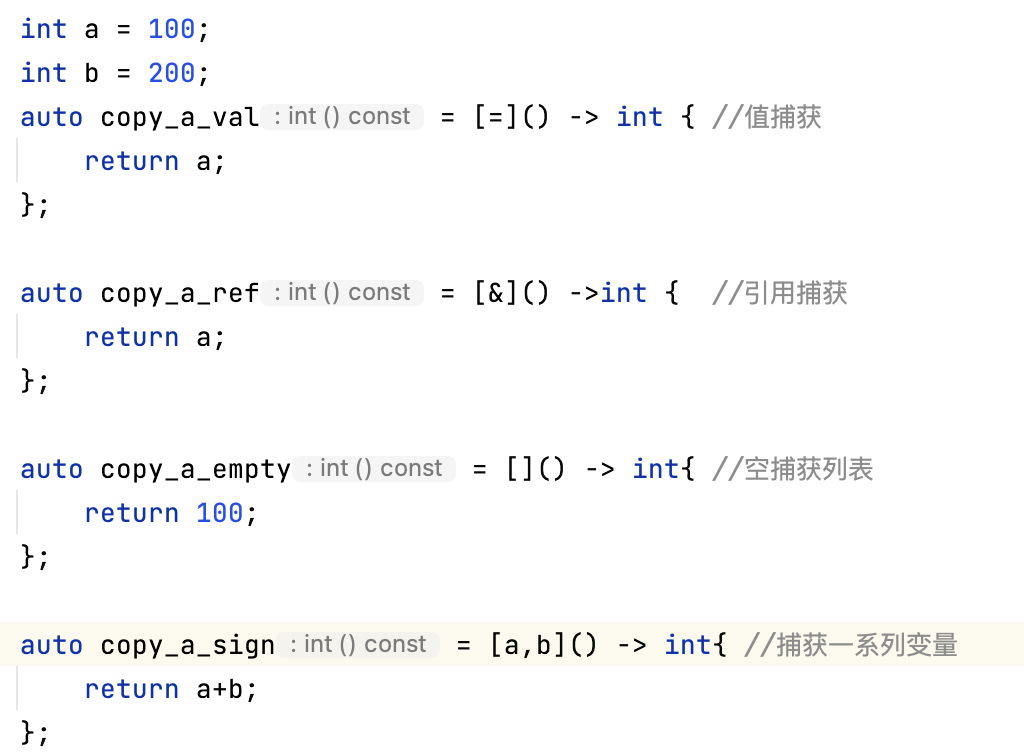 int a = 100;
int b = 200;
auto copy_a_val : int () const = [=]() -> int { //值捕获
    return a;
};

auto copy_a_ref : int () const = [&]() ->int {  //引用捕获
    return a;
};

auto copy_a_empty : int () const = []() -> int{ //空捕获列表
    return 100;
};

auto copy_a_sign : int () const = [a,b]() -> int{ //捕获一系列变量
    return a+b;
};